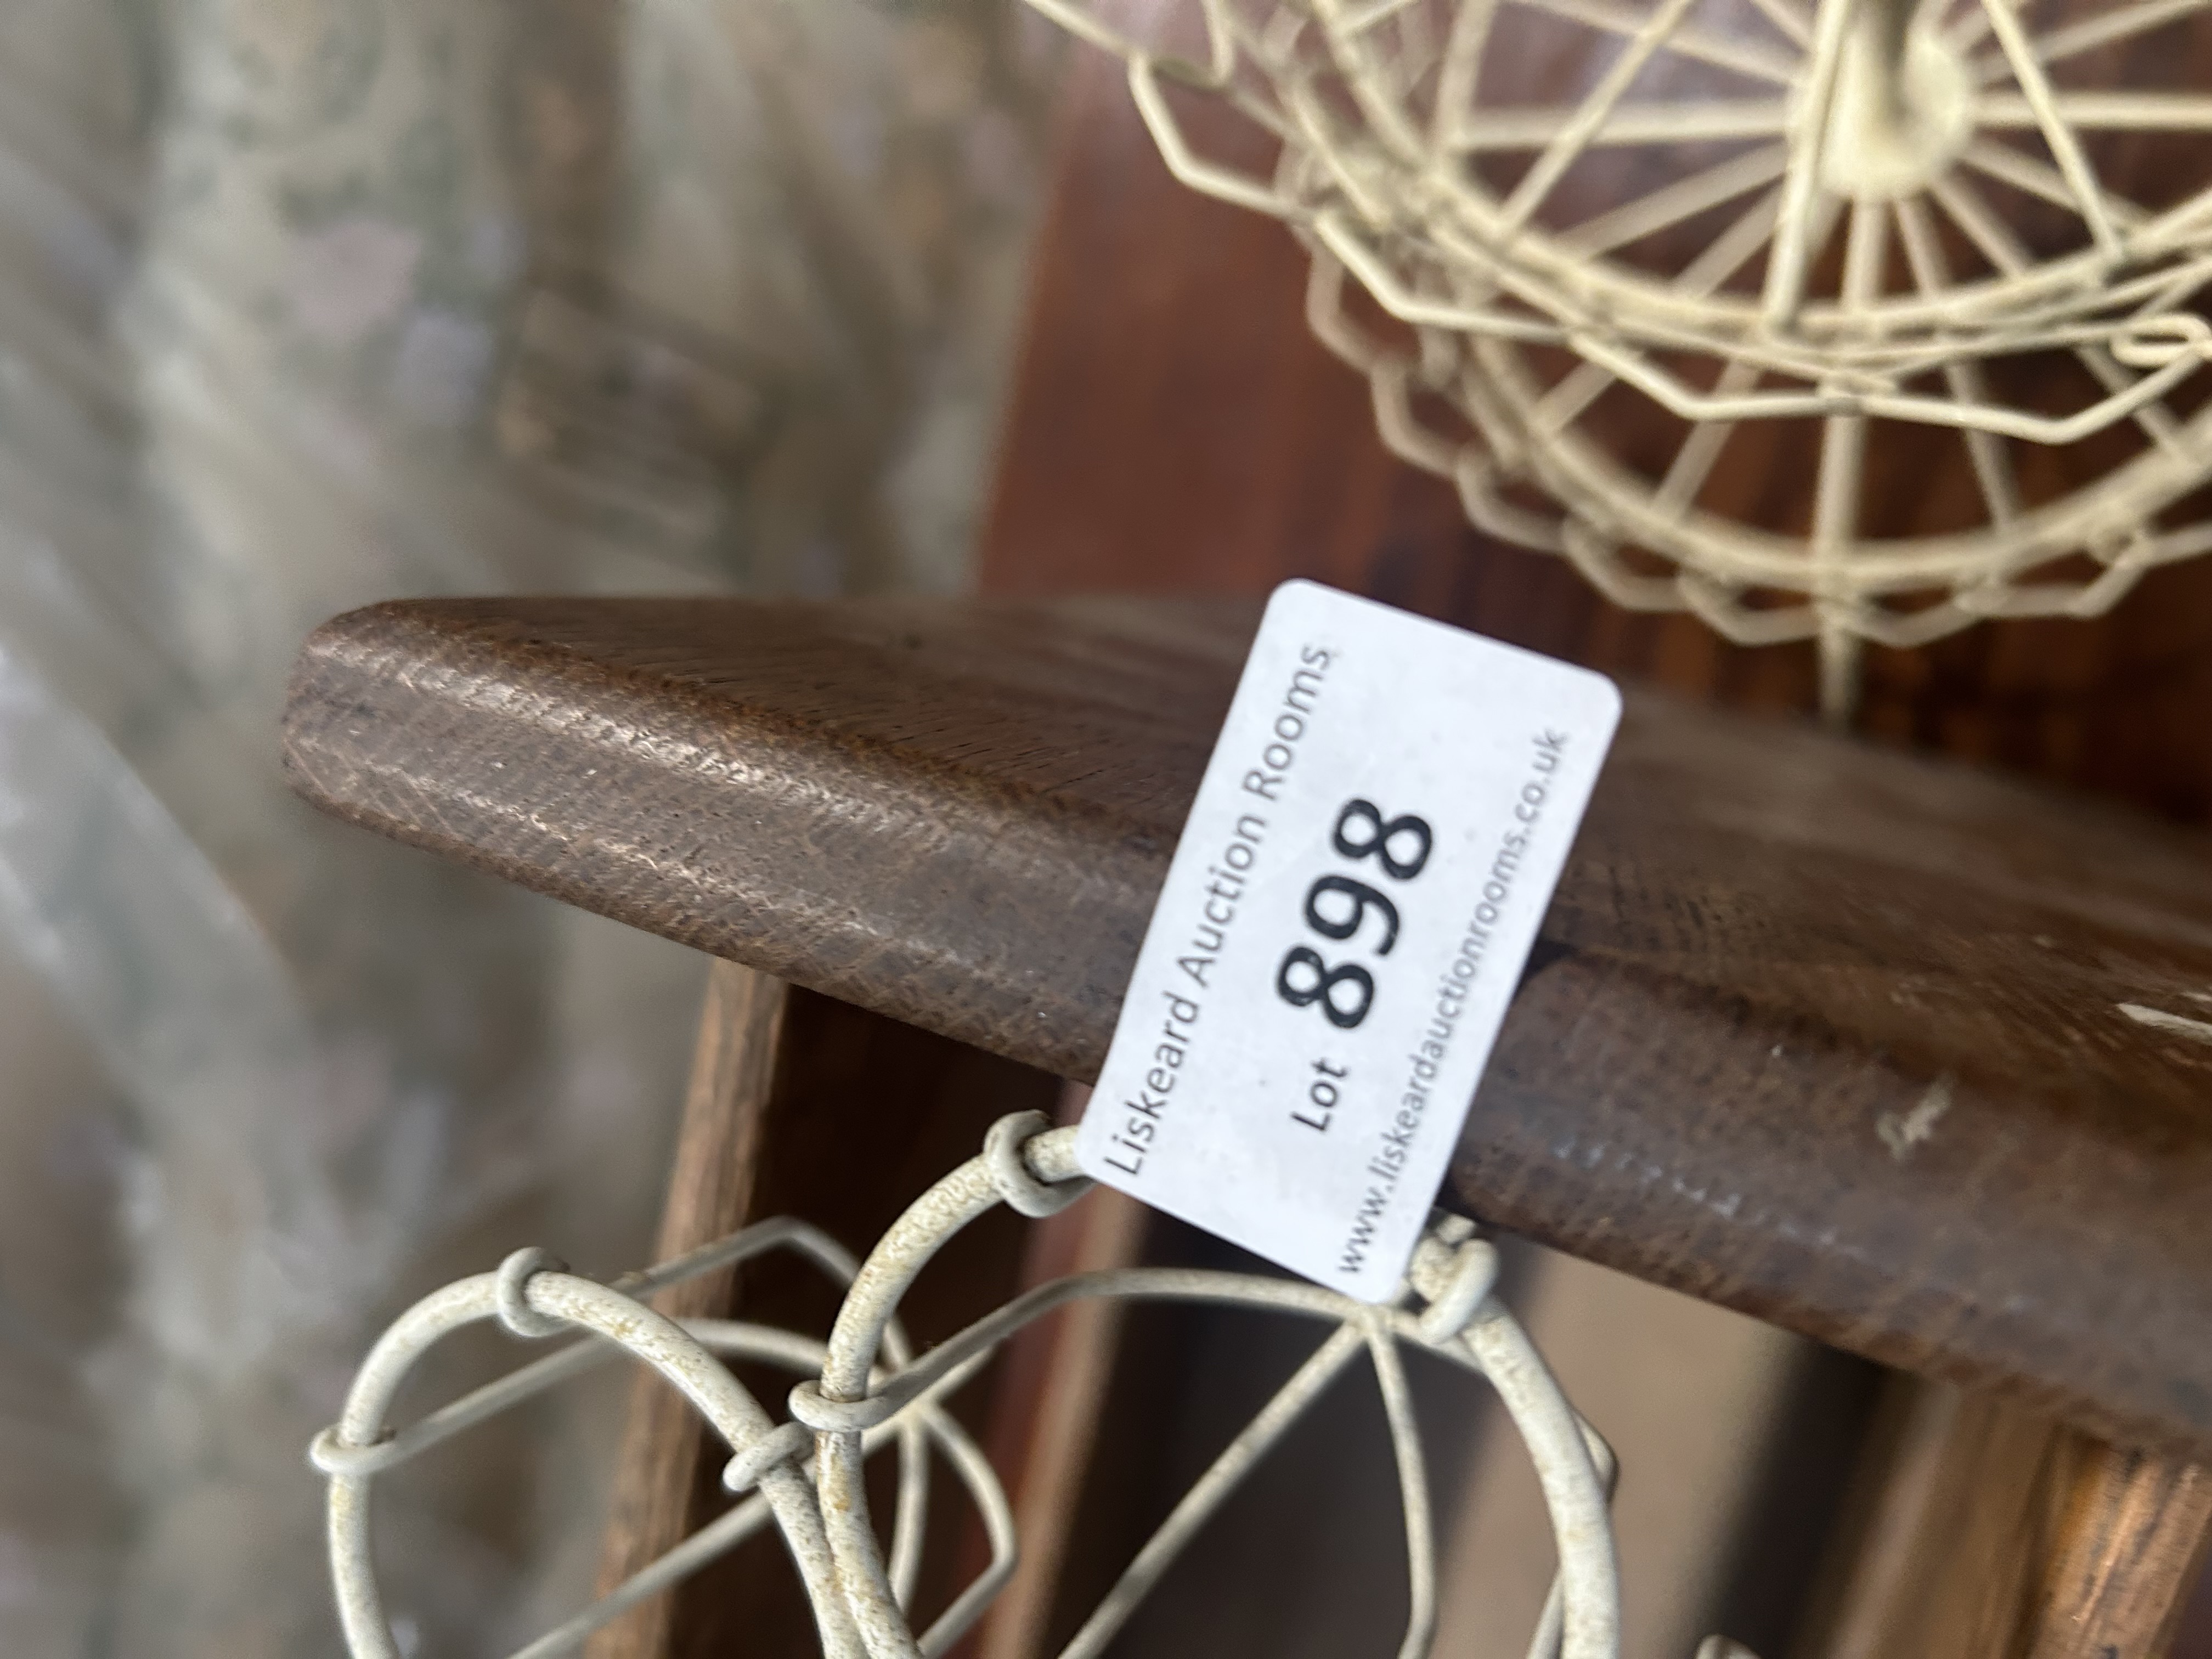 Liskeard Auction Rooms
Lot 898
www.liskeardauctionrooms.co.uk